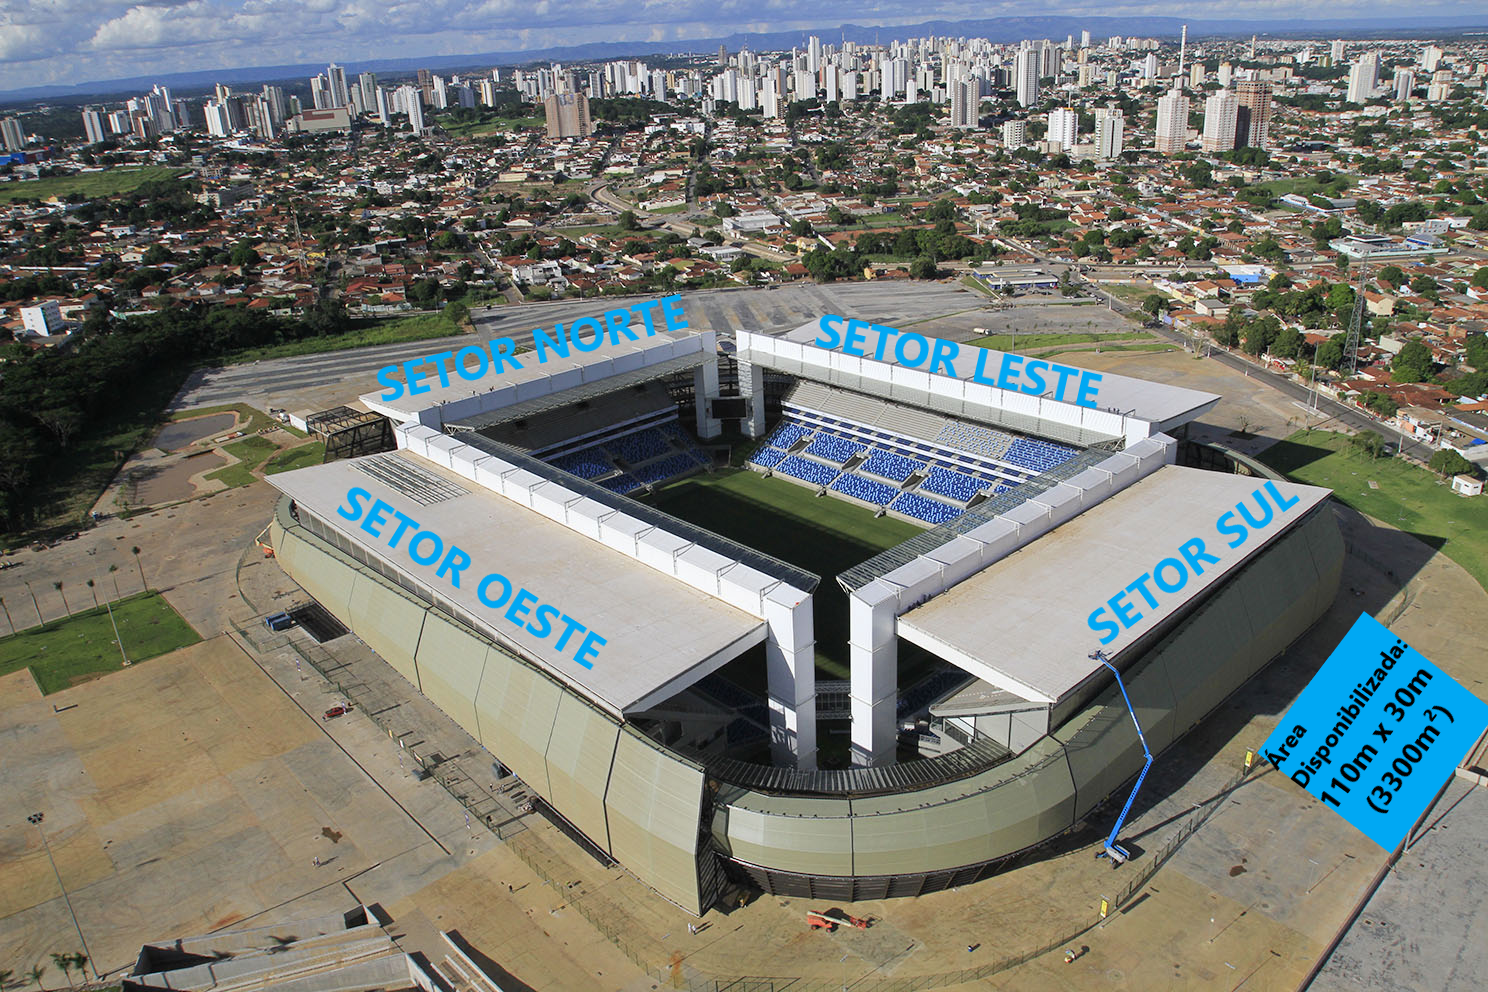 SETOR NORTE
SETOR LESTE
SETOR OESTE
SETOR SUL
Área
Disponibilizada:
110m x 30m
(3300m²)